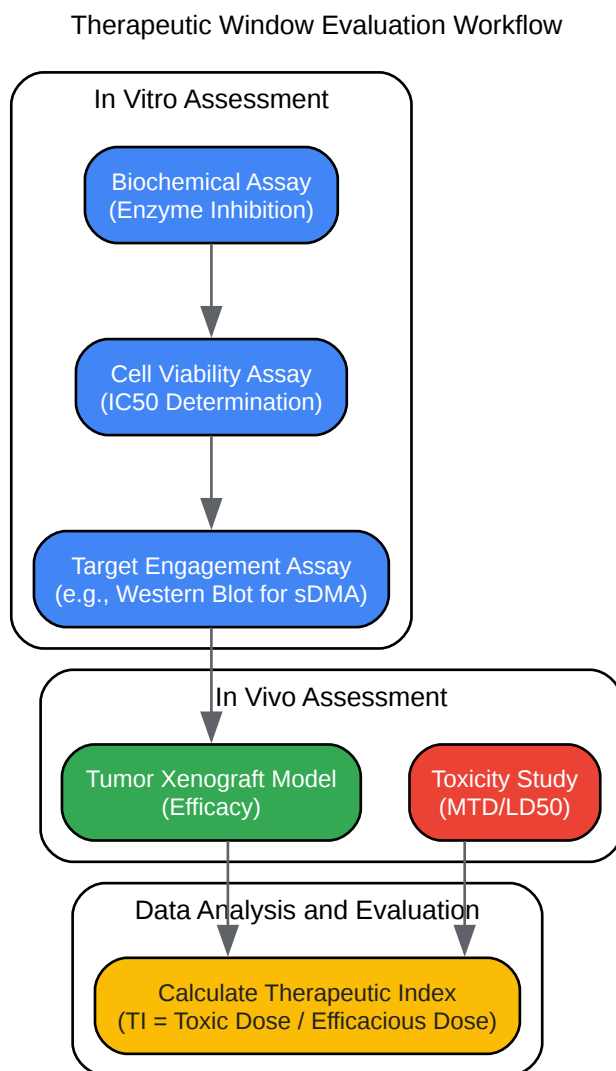 Therapeutic Window Evaluation Workflow
In Vitro Assessment
Biochemical Assay
(Enzyme Inhibition)
Cell Viability Assay
(IC50 Determination)
Target Engagement Assay
(e.g., Western Blot for sDMA)
In Vivo Assessment
Tumor Xenograft Model
(Efficacy)
Toxicity Study
(MTD/LD50)
Data Analysis and Evaluation
Calculate Therapeutic Index
(TI = Toxic Dose / Efficacious Dose)